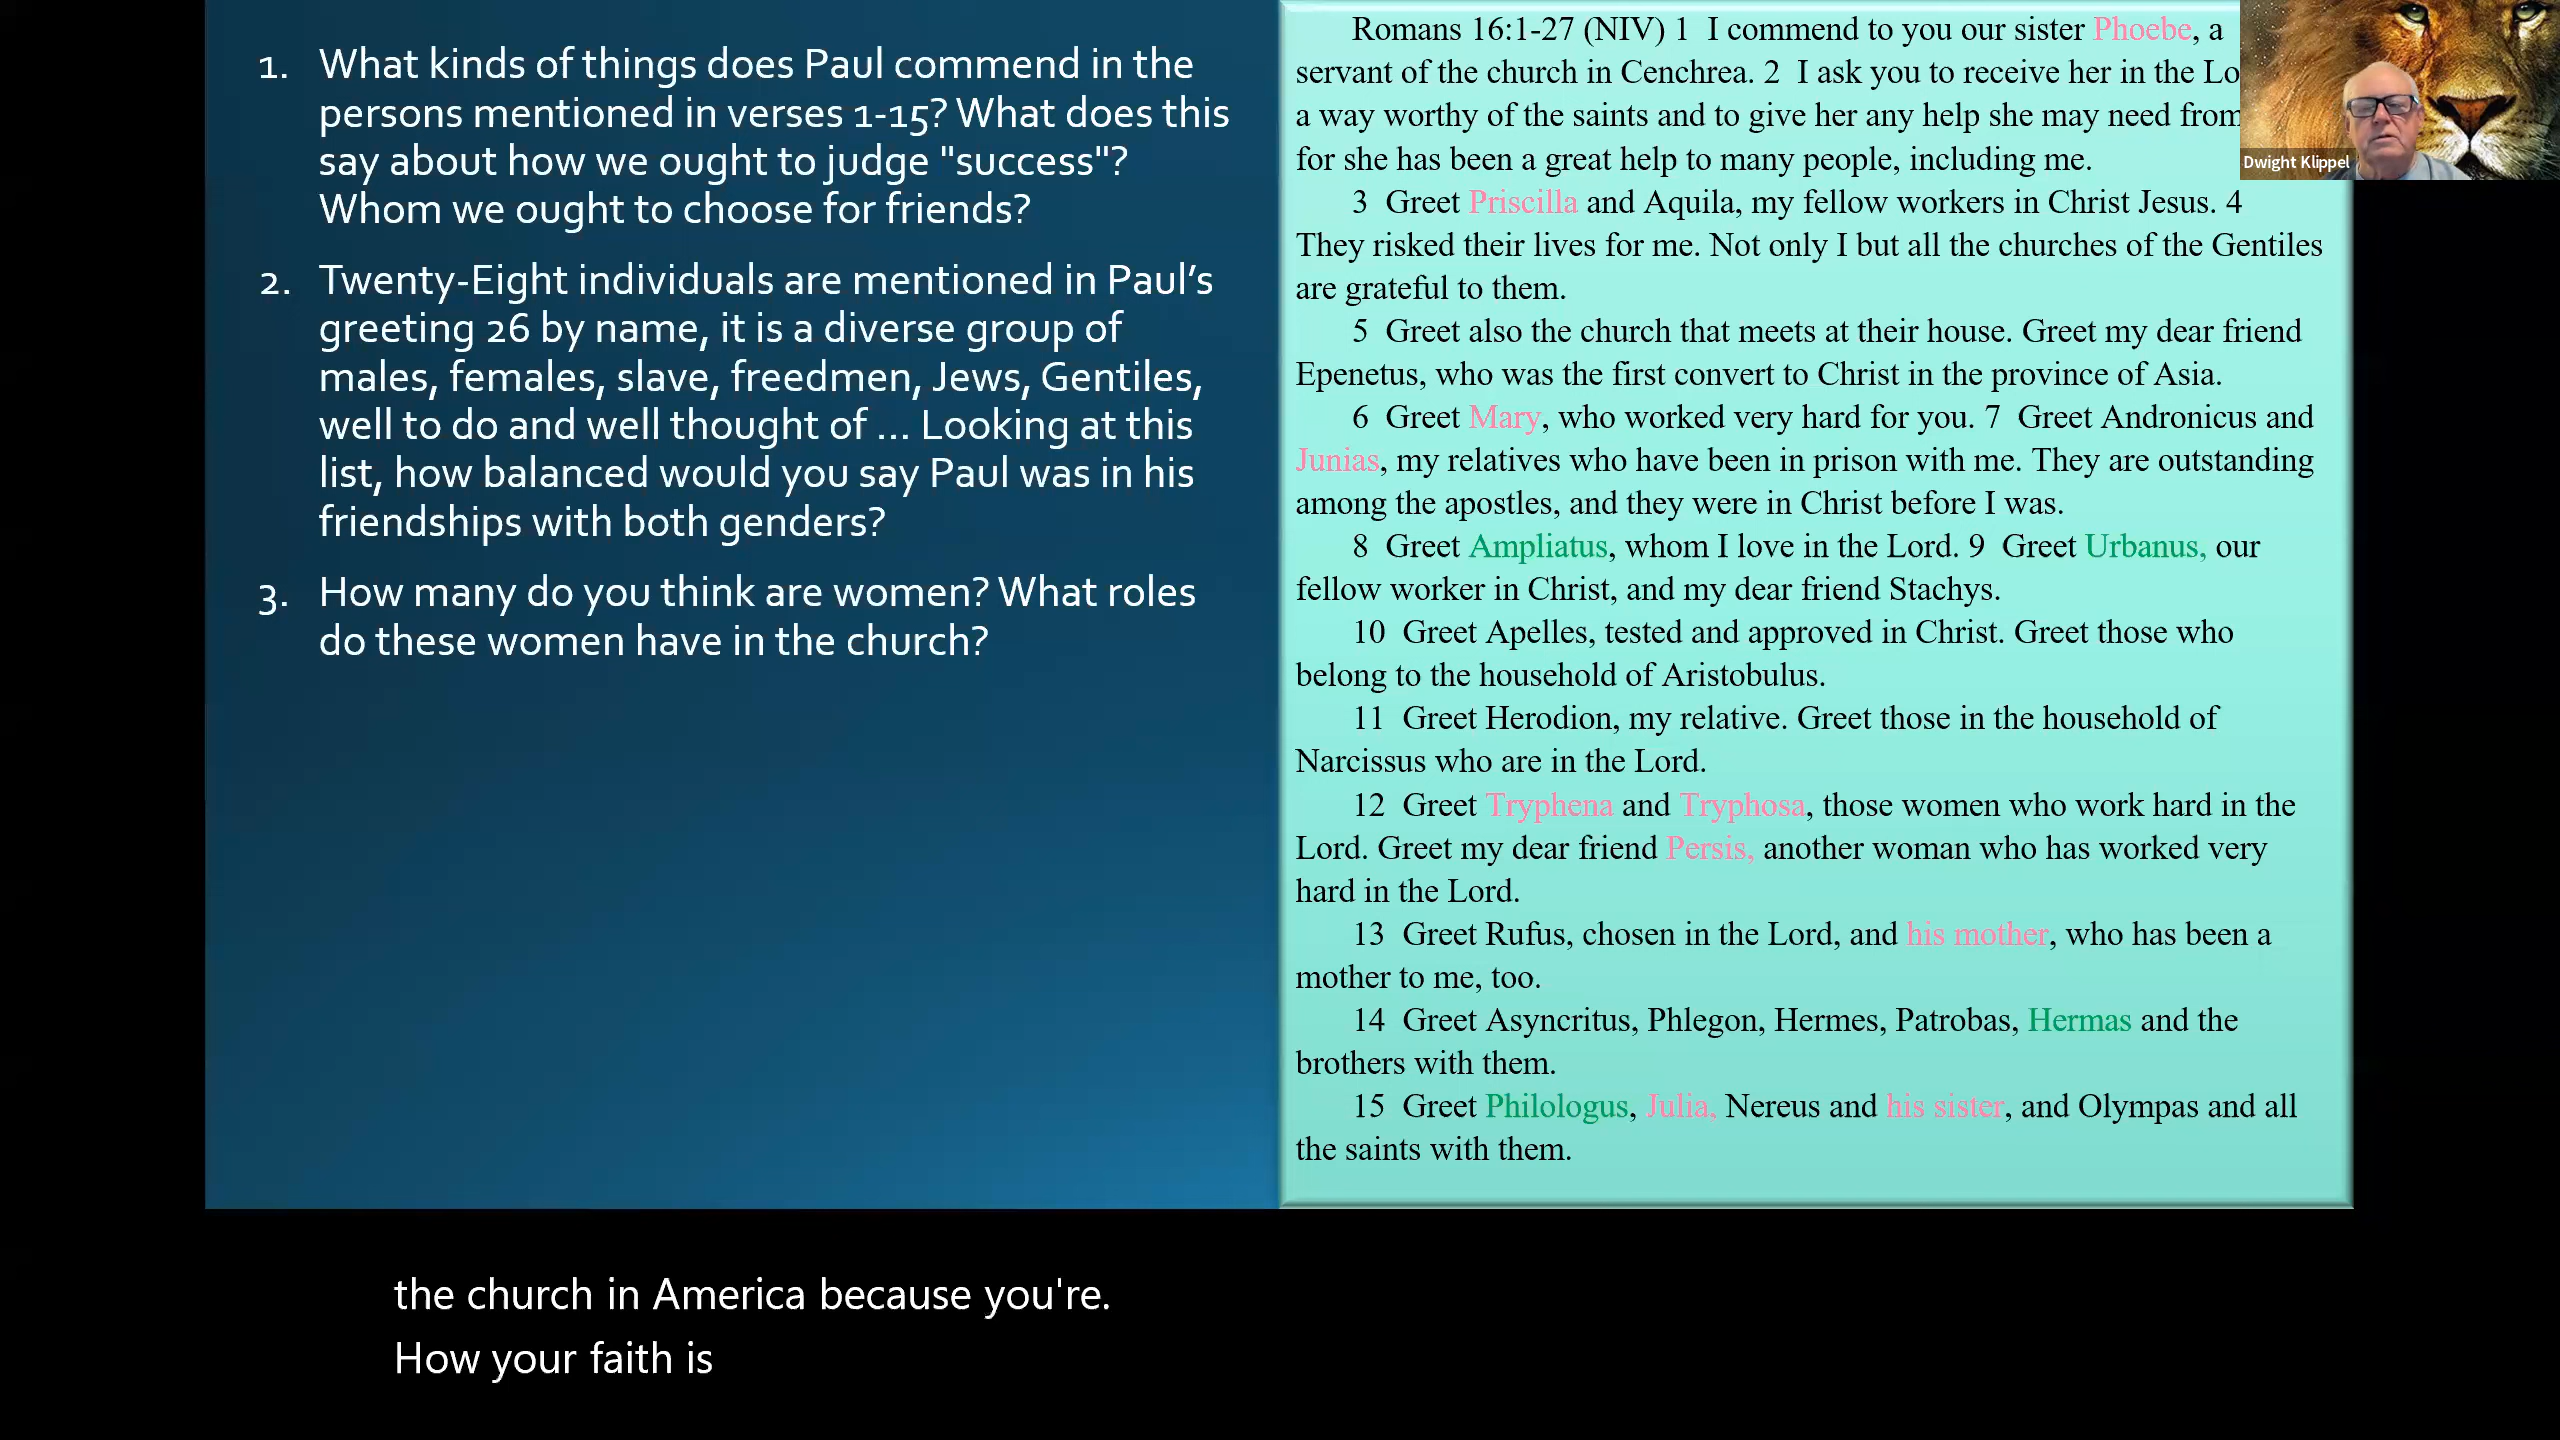 1. What kinds of things does Paul commend in the
persons mentioned in verses 1-15? What does this
say about how we ought to judge "success"?
Whom we ought to choose for friends?
2. Twenty-Eight individuals are mentioned in Paul’s
greeting 26 by name, it is a diverse group of
males, females, slave, freedmen, Jews, Gentiles,
well to do and well thought of ... Looking at this
list, how balanced would you say Paul was in his
friendships with both genders?
3. How many do you think are women? What roles
do these women have in the church?
Romans 16:1-27 (NIV) 1 I commend to you our sister Phoebe, a
servant of the church in Cenchrea. 2 I ask you to receive her in the Lo
a way worthy of the saints and to give her any help she may need from
for she has been a great help to many people, including me.
3 Greet Priscilla and Aquila, my fellow workers in Christ Jesus. 4
They risked their lives for me. Not only I but all the churches of the Gentiles
are grateful to them.
5 Greet also the church that meets at their house. Greet my dear friend
Epenetus, who was the first convert to Christ in the province of Asia.
6 Greet Mary, who worked very hard for you. 7 Greet Andronicus and
Junias, my relatives who have been in prison with me. They are outstanding
among the apostles, and they were in Christ before I was.
8 Greet Ampliatus, whom I love in the Lord. 9 Greet Urbanus, our
fellow worker in Christ, and my dear friend Stachys.
10 Greet Apelles, tested and approved in Christ. Greet those who
belong to the household of Aristobulus.
11 Greet Herodion, my relative. Greet those in the household of
Narcissus who are in the Lord.
12 Greet Tryphena and Tryphosa, those women who work hard in the
Lord. Greet my dear friend Persis, another woman who has worked very
hard in the Lord.
13 Greet Rufus, chosen in the Lord, and his mother, who has been a
mother to me, too.
14 Greet Asyncritus, Phlegon, Hermes, Patrobas, Hermas and the
brothers with them.
15 Greet Philologus, Julia, Nereus and his sister, and Olympas and all
the saints with them.
Dwight Klippel
the church in America because you're.
How your faith is